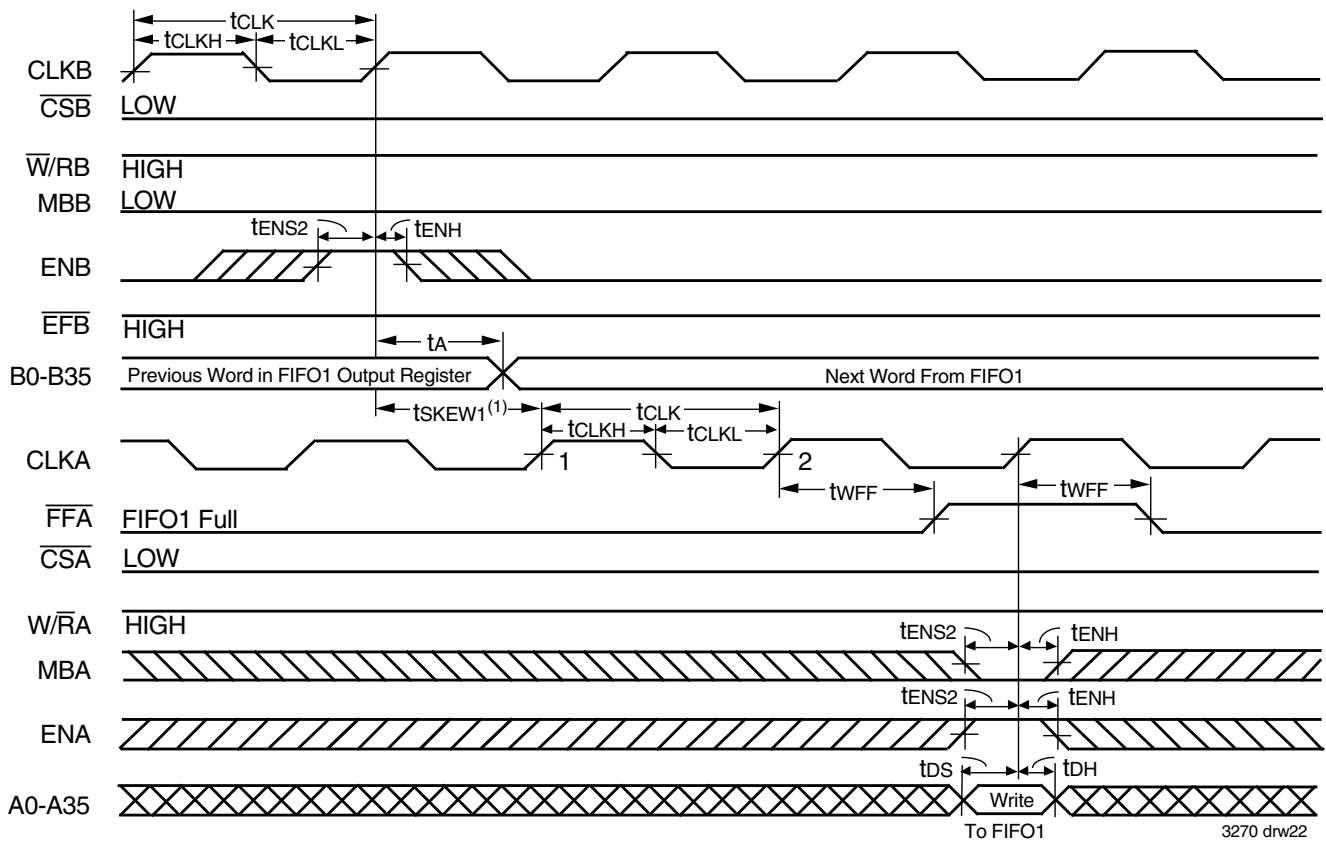 tCLK
tCLKH tCLKL
CLKB
CSB LOW
W/RB HIGH
MBB LOW
tENS2 tENH
ENB
EFB HIGH
tA
B0-B35 Previous Word in FIFO1 Output Register Next Word From FIFO1
tSKEW1(1) tCLK
tCLKH tCLKL
CLKA 1 2
tWFF tWFF
FFA FIFO1 Full
CSA LOW
W/RA HIGH
tENS2 tENH
MBA
tENS2 tENH
ENA
tDS tDH
A0-A35 Write
To FIFO1
3270 drw22